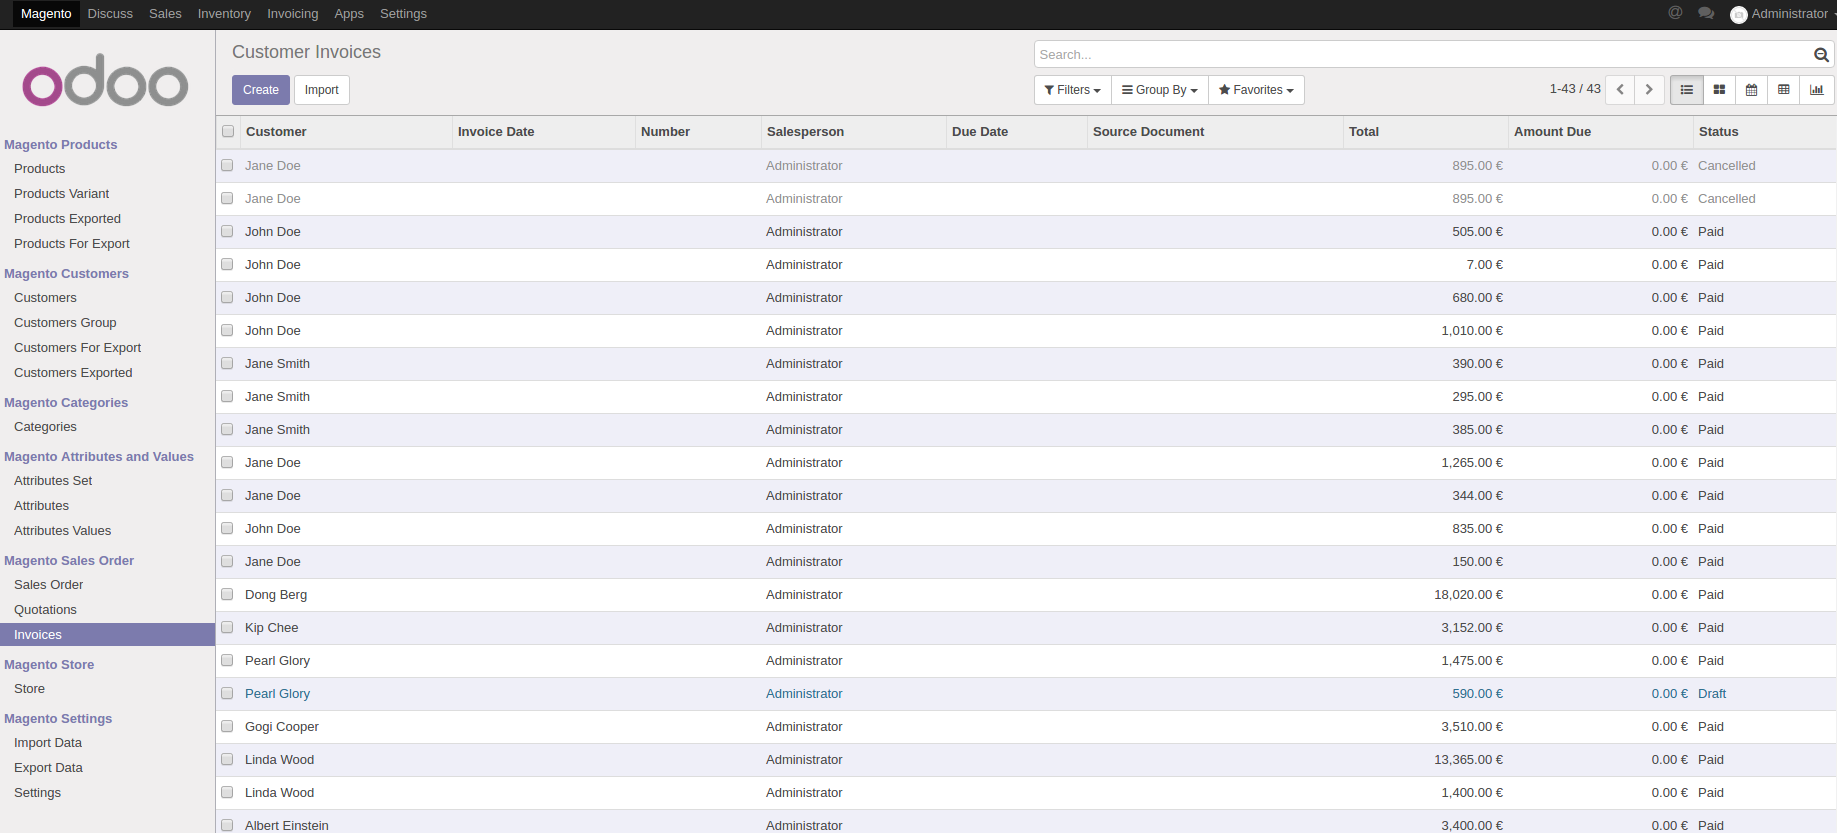 Magento Discuss Sales Inventory Invoicing Apps Settings @ Administrator
odoo
Customer Invoices
Search...
Create Import
Filters Group By Favorites 1-43 / 43
Magento Products
Products
Products Variant
Products Exported
Products For Export
Magento Customers
Customers
Customers Group
Customers For Export
Customers Exported
Magento Categories
Categories
Magento Attributes and Values
Attributes Set
Attributes
Attributes Values
Magento Sales Order
Sales Order
Quotations
Invoices
Magento Store
Store
Magento Settings
Import Data
Export Data
Settings
Customer Invoice Date Number Salesperson Due Date Source Document Total Amount Due Status
Jane Doe Administrator 895.00 € 0.00 € Cancelled
Jane Doe Administrator 895.00 € 0.00 € Cancelled
John Doe Administrator 505.00 € 0.00 € Paid
John Doe Administrator 7.00 € 0.00 € Paid
John Doe Administrator 680.00 € 0.00 € Paid
John Doe Administrator 1,010.00 € 0.00 € Paid
Jane Smith Administrator 390.00 € 0.00 € Paid
Jane Smith Administrator 295.00 € 0.00 € Paid
Jane Smith Administrator 385.00 € 0.00 € Paid
Jane Doe Administrator 1,265.00 € 0.00 € Paid
Jane Doe Administrator 344.00 € 0.00 € Paid
John Doe Administrator 835.00 € 0.00 € Paid
Jane Doe Administrator 150.00 € 0.00 € Paid
Dong Berg Administrator 18,020.00 € 0.00 € Paid
Kip Chee Administrator 3,152.00 € 0.00 € Paid
Pearl Glory Administrator 1,475.00 € 0.00 € Paid
Pearl Glory Administrator 590.00 € 0.00 € Draft
Gogi Cooper Administrator 3,510.00 € 0.00 € Paid
Linda Wood Administrator 13,365.00 € 0.00 € Paid
Linda Wood Administrator 1,400.00 € 0.00 € Paid
Albert Einstein Administrator 3,400.00 € 0.00 € Paid